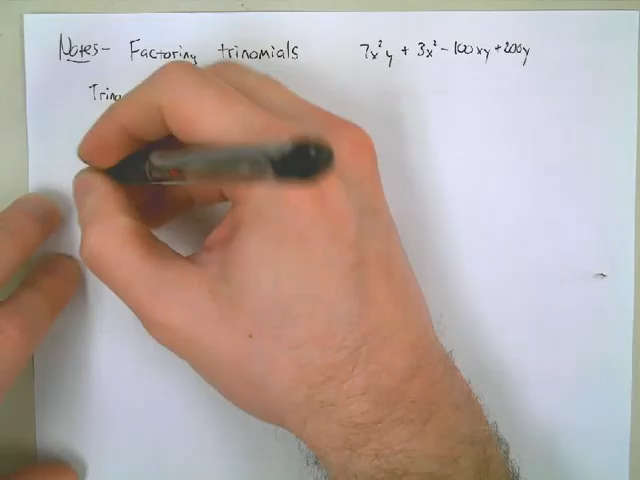 Notes- Factoring trinomials 7x²y + 3x² - 100xy + 200y